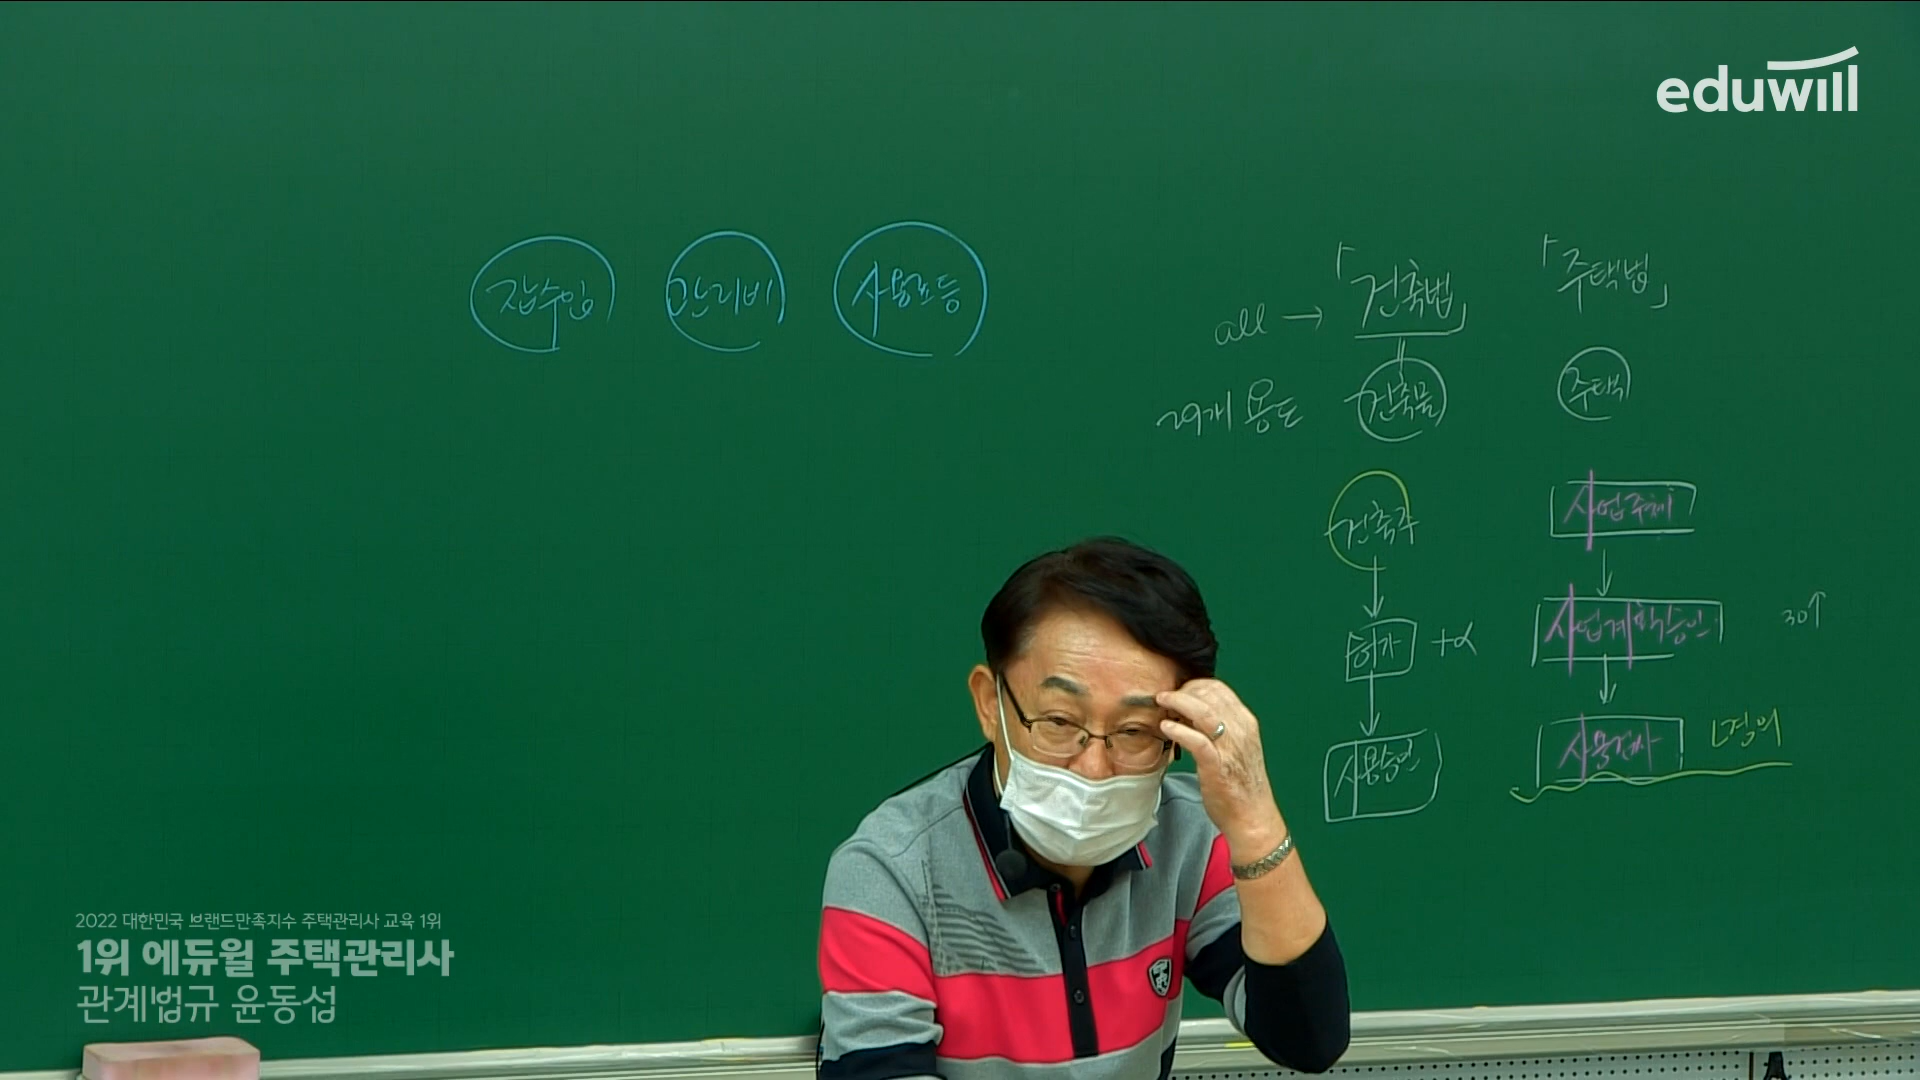 eduwill
잡수입 관리비 사용료등
「건축법」 「주택법」
all →
29개 용도 건축물 주택
건축주 사업주체
허가 +α 사업계획승인 30↑
사용승인 사용검사
2022 대한민국 브랜드만족지수 주택관리사 교육 1위
1위 에듀윌 주택관리사
관계법규 윤동섭